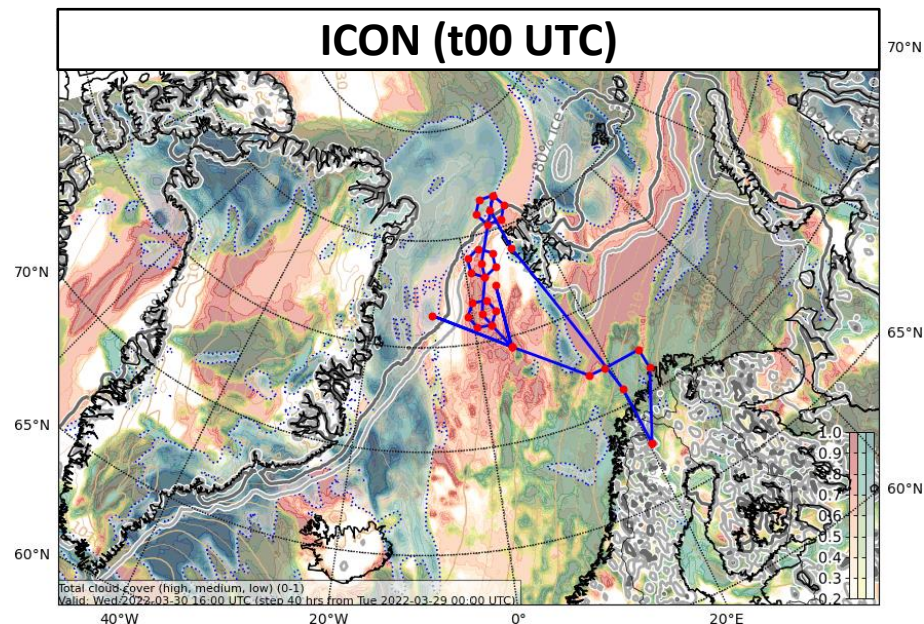 ICON (t00 UTC)
70°N
80% ice
70°N
65°N
60°N
60°N
1.0
0.9
0.8
0.7
0.6
0.5
0.4
0.3
0.2
Total cloud cover (high, medium, low) (0-1)
Valid: Wed 2022-03-30 16:00 UTC (step 40 hrs from Tue 2022-03-29 00:00 UTC)
40°W
20°W
0°
20°E